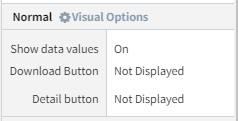 Normal Visual Options
Show data values On
Download Button Not Displayed
Detail button Not Displayed